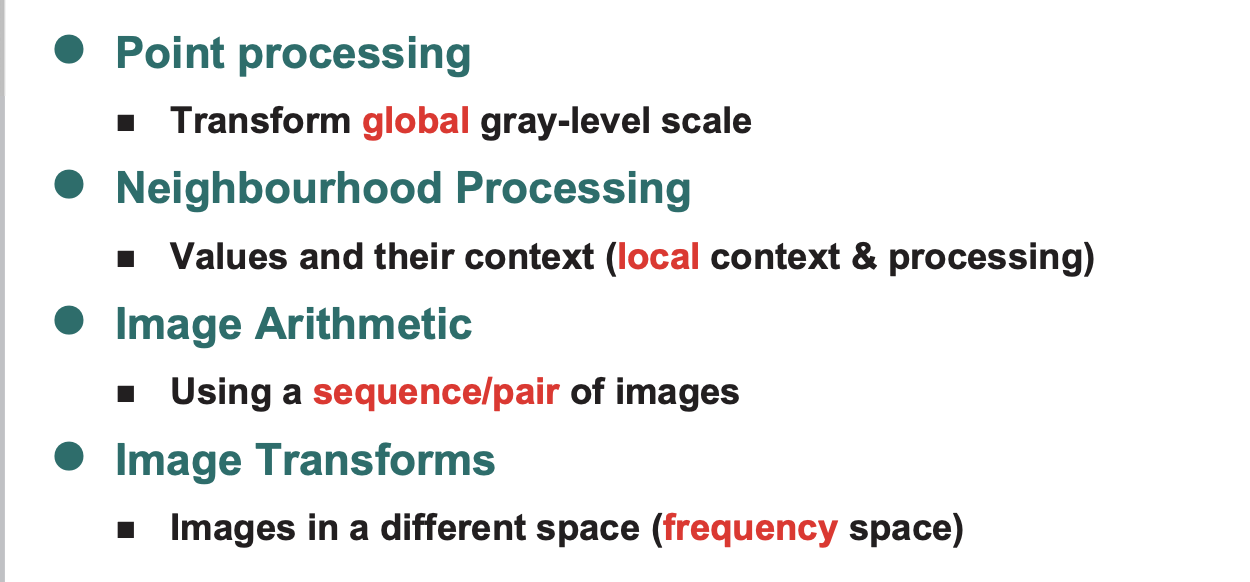 Point processing
Transform global gray-level scale
Neighbourhood Processing
Values and their context (local context & processing)
Image Arithmetic
Using a sequence/pair of images
Image Transforms
Images in a different space (frequency space)